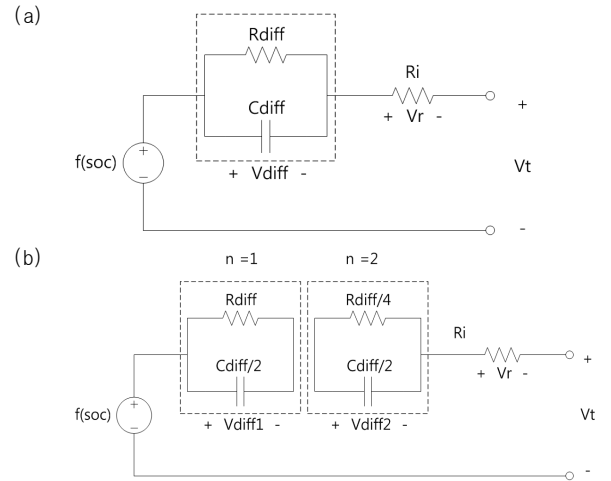 (a)
Rdiff
Ri
Cdiff
+ Vr -
+
f(soc)
+
−
+ Vdiff -
Vt
-
(b)
n =1
n =2
Rdiff
Rdiff/4
Ri
Cdiff/2
Cdiff/2
+ Vr -
+
f(soc)
+
−
+ Vdiff1 -
+ Vdiff2 -
Vt
-